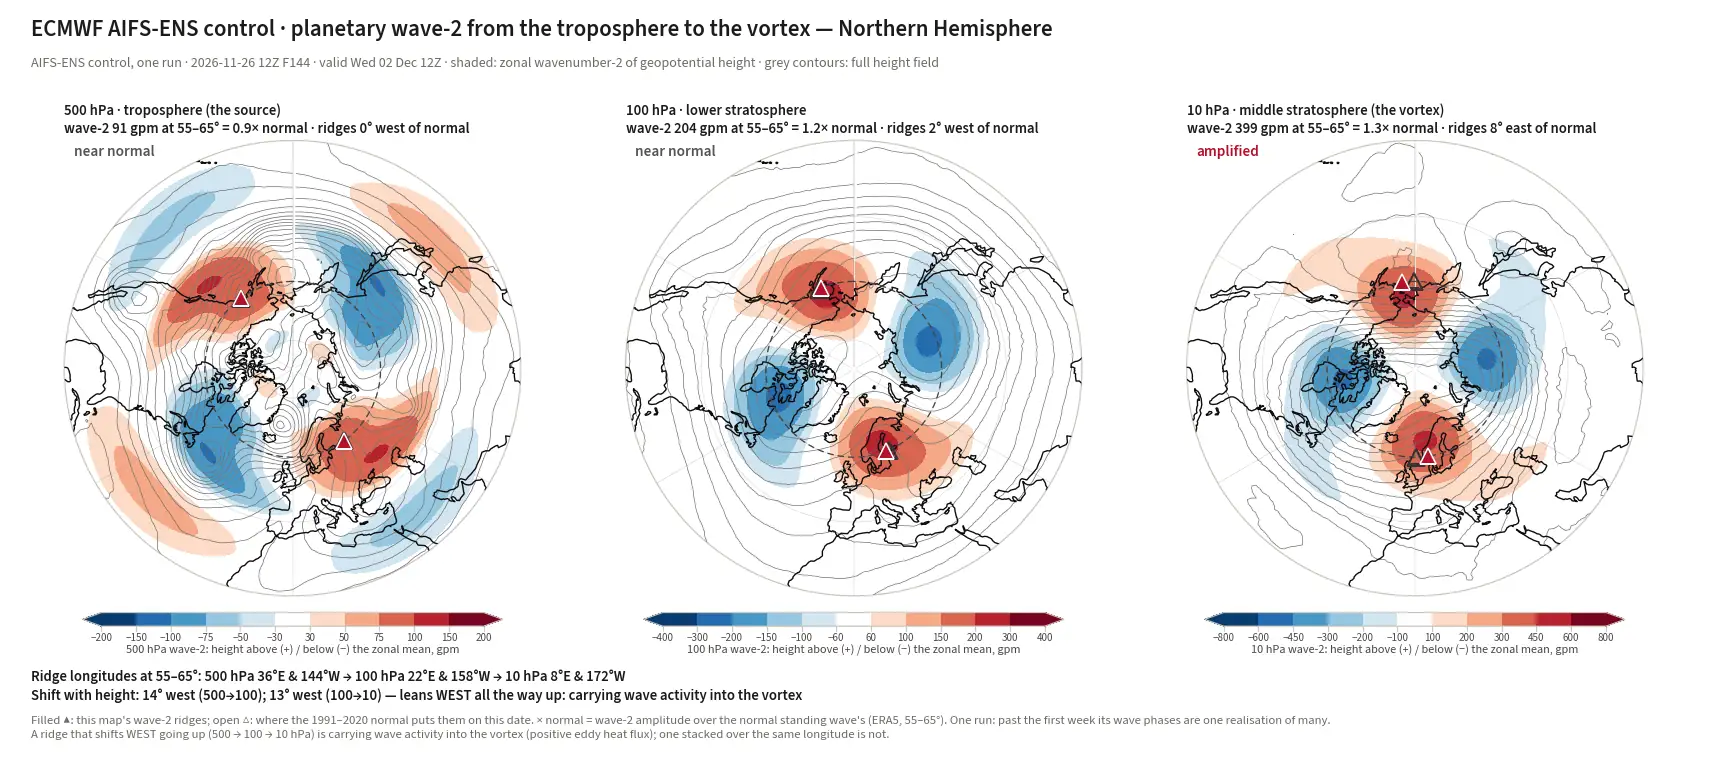 ECMWF AIFS-ENS control · planetary wave-2 from the troposphere to the vortex — Northern Hemisphere
AIFS-ENS control, one run · 2026-11-26 12Z F144 · valid Wed 02 Dec 12Z · shaded: zonal wavenumber-2 of geopotential height · grey contours: full height field
500 hPa · troposphere (the source)
wave-2 91 gpm at 55–65° = 0.9× normal · ridges 0° west of normal
near normal
100 hPa · lower stratosphere
wave-2 204 gpm at 55–65° = 1.2× normal · ridges 2° west of normal
near normal
10 hPa · middle stratosphere (the vortex)
wave-2 399 gpm at 55–65° = 1.3× normal · ridges 8° east of normal
amplified
−200 −150 −100 −75 −50 −30 30 50 75 100 150 200
500 hPa wave-2: height above (+) / below (−) the zonal mean, gpm
−400 −300 −200 −150 −100 −60 60 100 150 200 300 400
100 hPa wave-2: height above (+) / below (−) the zonal mean, gpm
−800 −600 −450 −300 −200 −100 100 200 300 450 600 800
10 hPa wave-2: height above (+) / below (−) the zonal mean, gpm
Ridge longitudes at 55–65°: 500 hPa 36°E & 144°W → 100 hPa 22°E & 158°W → 10 hPa 8°E & 172°W
Shift with height: 14° west (500→100); 13° west (100→10) — leans WEST all the way up: carrying wave activity into the vortex
Filled ▲: this map's wave-2 ridges; open △: where the 1991–2020 normal puts them on this date. × normal = wave-2 amplitude over the normal standing wave's (ERA5, 55–65°). One run: past the first week its wave phases are one realisation of many.
A ridge that shifts WEST going up (500 → 100 → 10 hPa) is carrying wave activity into the vortex (positive eddy heat flux); one stacked over the same longitude is not.